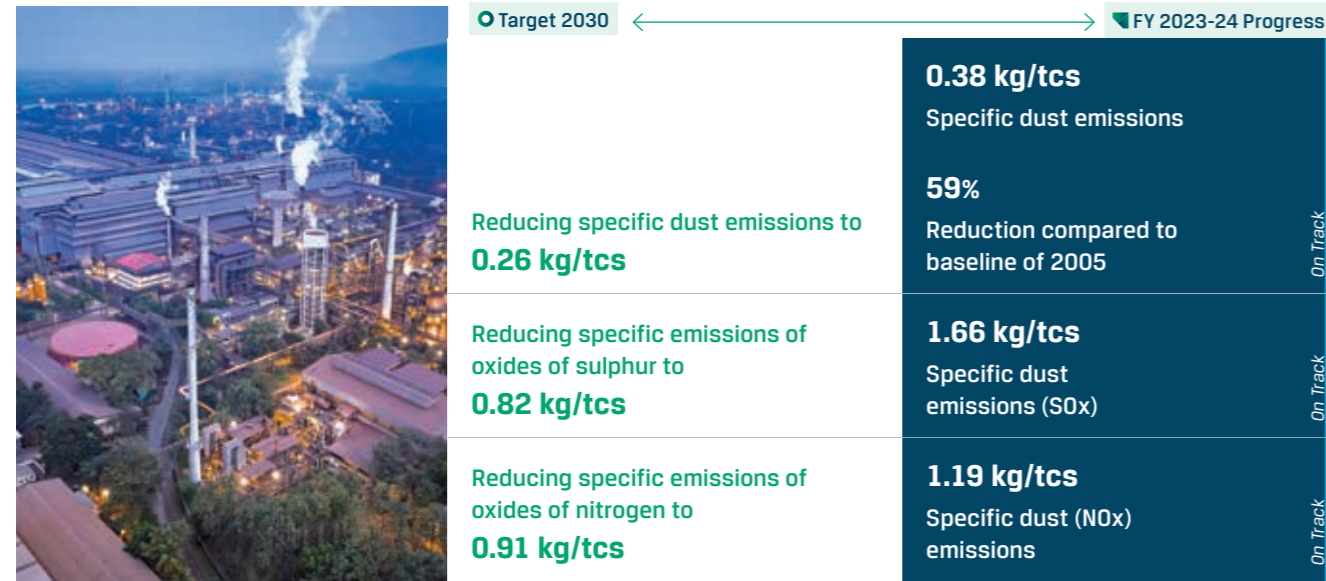 Target 2030
FY 2023-24 Progress
Reducing specific dust emissions to
0.26 kg/tcs
0.38 kg/tcs
Specific dust emissions
59%
Reduction compared to
baseline of 2005
On Track
Reducing specific emissions of
oxides of sulphur to
0.82 kg/tcs
1.66 kg/tcs
Specific dust
emissions (SOx)
On Track
Reducing specific emissions of
oxides of nitrogen to
0.91 kg/tcs
1.19 kg/tcs
Specific dust (NOx)
emissions
On Track